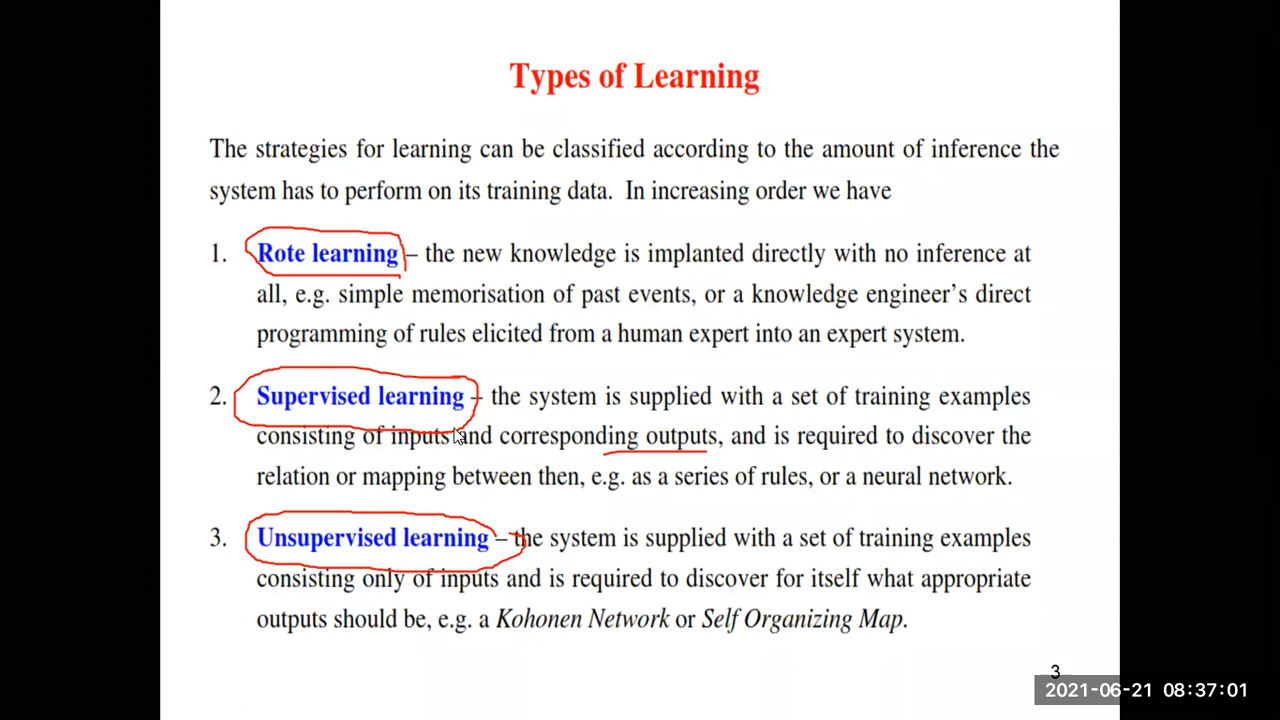 Types of Learning
The strategies for learning can be classified according to the amount of inference the
system has to perform on its training data. In increasing order we have
1. Rote learning – the new knowledge is implanted directly with no inference at
all, e.g. simple memorisation of past events, or a knowledge engineer's direct
programming of rules elicited from a human expert into an expert system.
2. Supervised learning – the system is supplied with a set of training examples
consisting of inputs and corresponding outputs, and is required to discover the
relation or mapping between then, e.g. as a series of rules, or a neural network.
3. Unsupervised learning – the system is supplied with a set of training examples
consisting only of inputs and is required to discover for itself what appropriate
outputs should be, e.g. a Kohonen Network or Self Organizing Map.
3
2021-06-21 08:37:01